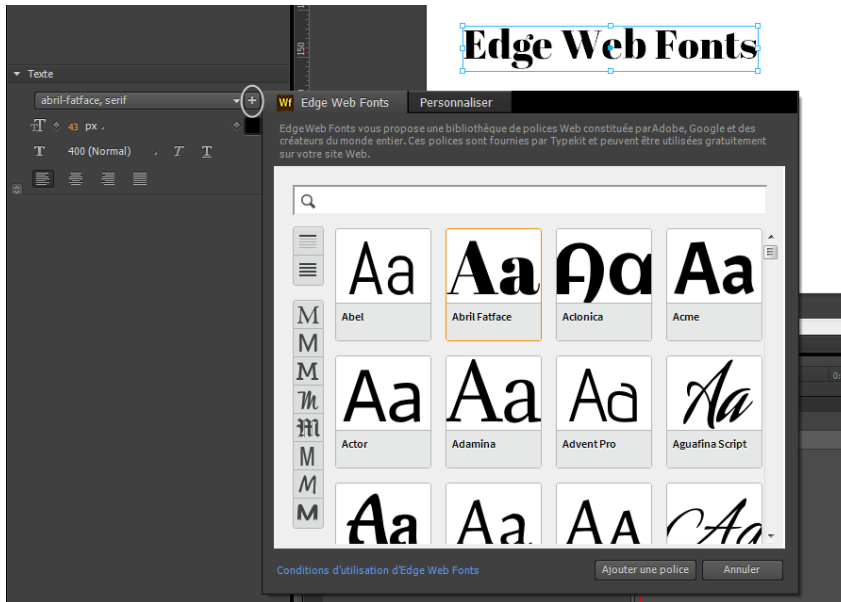 Edge Web Fonts
150
Texte
abril-fatface, serif
+
T 43 px
T 400 (Normal) T T
Wf Edge Web Fonts Personnaliser
EdgeWeb Fonts vous propose une bibliothèque de polices Web constituée parAdobe, Google et des
créateurs du monde entier. Ces polices sont fournies par Typekit et peuvent être utilisées gratuitement
sur votre site Web.
Aa Aa Aa Aa
Abel Abril Fatface Aclonica Acme
Aa Aa Aa Aa
Actor Adamina Advent Pro Aguafina Script
Aa Aa Aa Aa
M
M
M
M
M
M
M
M
0:
Conditions d'utilisation d'Edge Web Fonts Ajouter une police Annuler